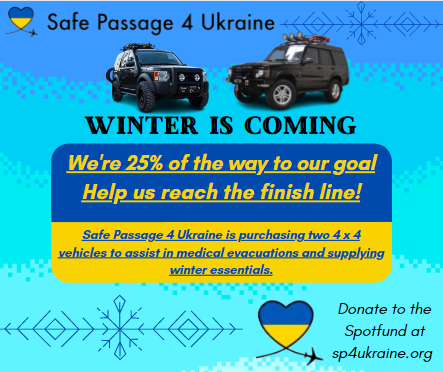 Safe Passage 4 Ukraine
WINTER IS COMING
We're 25% of the way to our goal
Help us reach the finish line!
Safe Passage 4 Ukraine is purchasing two 4 x 4
vehicles to assist in medical evacuations and supplying
winter essentials.
Donate to the
Spotfund at
sp4ukraine.org